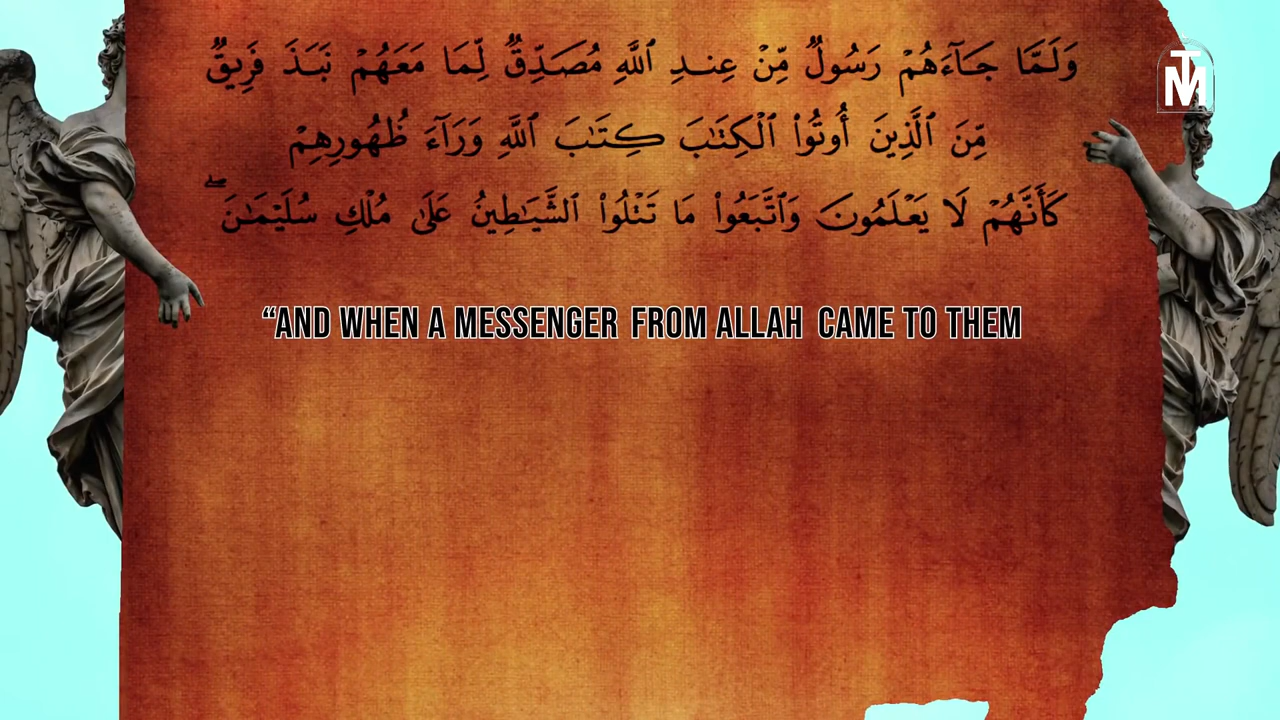 وَلَمَّا جَآءَهُمْ رَسُولٌ مِّنْ عِندِ ٱللَّهِ مُصَدِّقٌ لِّمَا مَعَهُمْ نَبَذَ فَرِيقٌ
مِّنَ ٱلَّذِينَ أُوتُوا۟ ٱلْكِتَٰبَ كِتَٰبَ ٱللَّهِ وَرَآءَ ظُهُورِهِمْ
كَأَنَّهُمْ لَا يَعْلَمُونَ وَٱتَّبَعُوا۟ مَا تَتْلُوا۟ ٱلشَّيَٰطِينُ عَلَىٰ مُلْكِ سُلَيْمَٰنَ ۖ
“AND WHEN A MESSENGER FROM ALLAH CAME TO THEM
TM